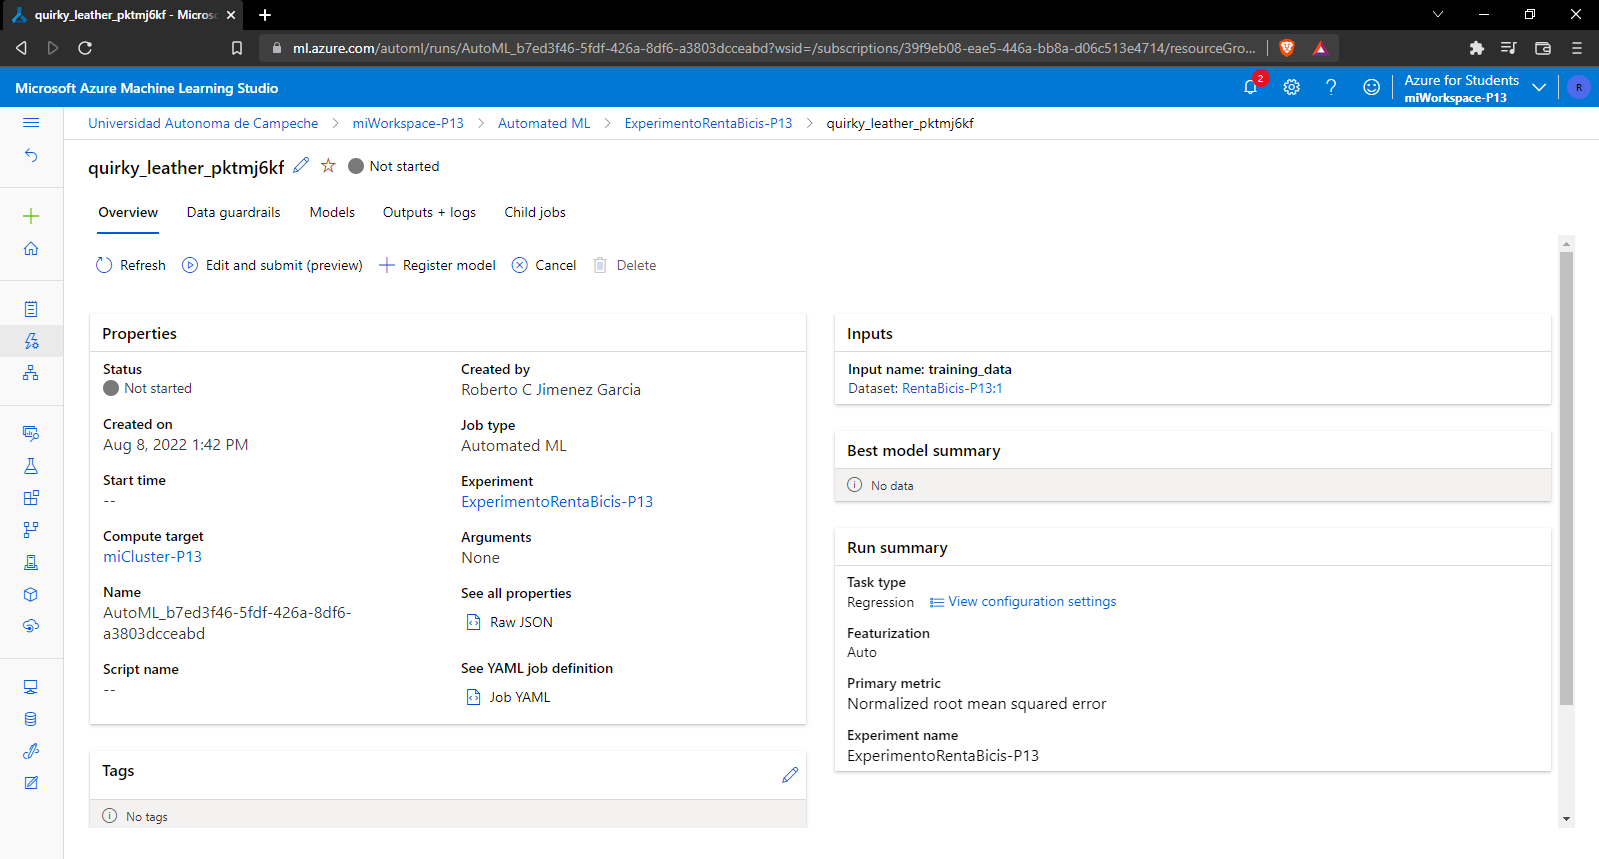 quirky_leather_pktmj6kf - Micros
ml.azure.com/automl/runs/AutoML_b7ed3f46-5fdf-426a-8df6-a3803dcceabd?wsid=/subscriptions/39f9eb08-eae5-446a-bb8a-d06c513e4714/resourceGro...
Microsoft Azure Machine Learning Studio
2
Azure for Students
miWorkspace-P13
R
Universidad Autonoma de Campeche > miWorkspace-P13 > Automated ML > ExperimentoRentaBicis-P13 > quirky_leather_pktmj6kf
quirky_leather_pktmj6kf Not started
Overview Data guardrails Models Outputs + logs Child jobs
Refresh Edit and submit (preview) Register model Cancel Delete
Properties
Status
Not started
Created on
Aug 8, 2022 1:42 PM
Start time
--
Compute target
miCluster-P13
Name
AutoML_b7ed3f46-5fdf-426a-8df6-
a3803dcceabd
Script name
--
Created by
Roberto C Jimenez Garcia
Job type
Automated ML
Experiment
ExperimentoRentaBicis-P13
Arguments
None
See all properties
Raw JSON
See YAML job definition
Job YAML
Tags
No tags
Inputs
Input name: training_data
Dataset: RentaBicis-P13:1
Best model summary
No data
Run summary
Task type
Regression View configuration settings
Featurization
Auto
Primary metric
Normalized root mean squared error
Experiment name
ExperimentoRentaBicis-P13